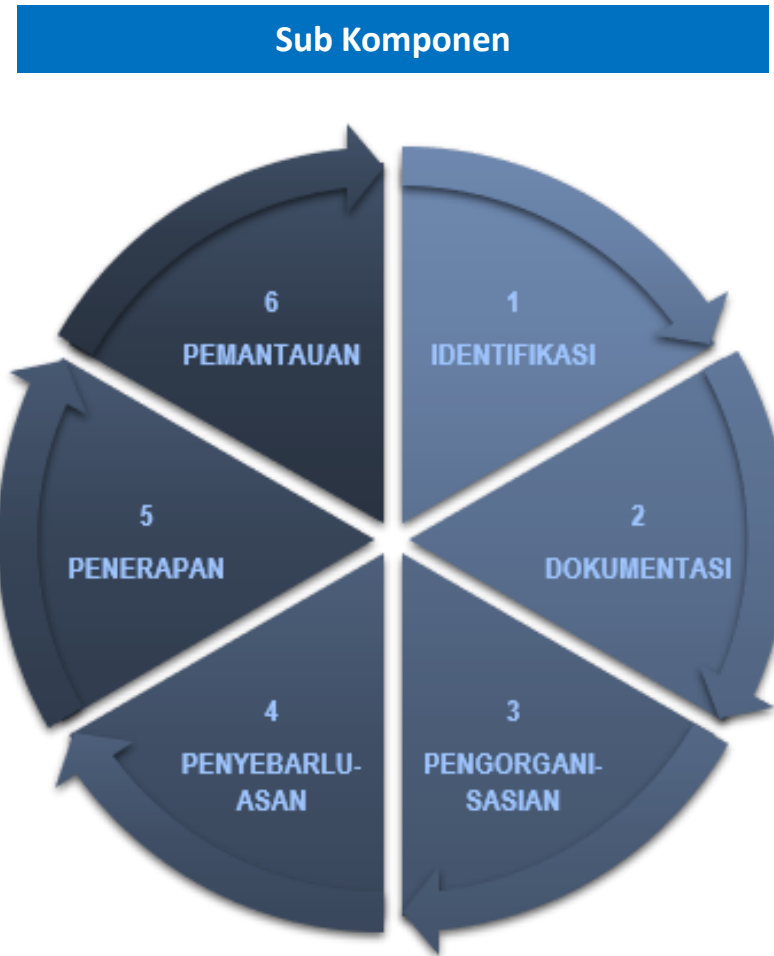 Sub Komponen
1
IDENTIFIKASI
2
DOKUMENTASI
3
PENGORGANI-
SASIAN
4
PENYEBARLU-
ASAN
5
PENERAPAN
6
PEMANTAUAN